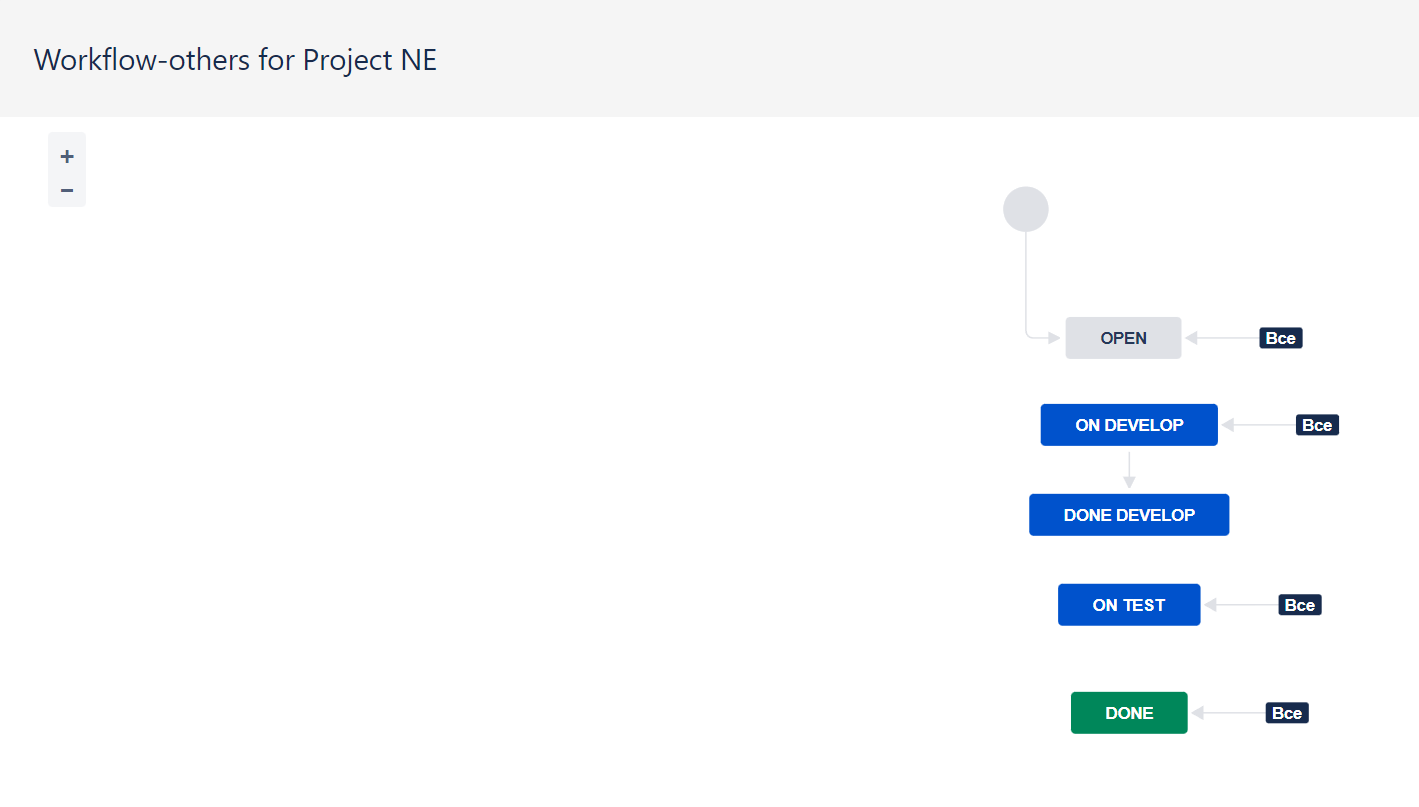 Workflow-others for Project NE
+
−
OPEN
Все
ON DEVELOP
Все
DONE DEVELOP
ON TEST
Все
DONE
Все